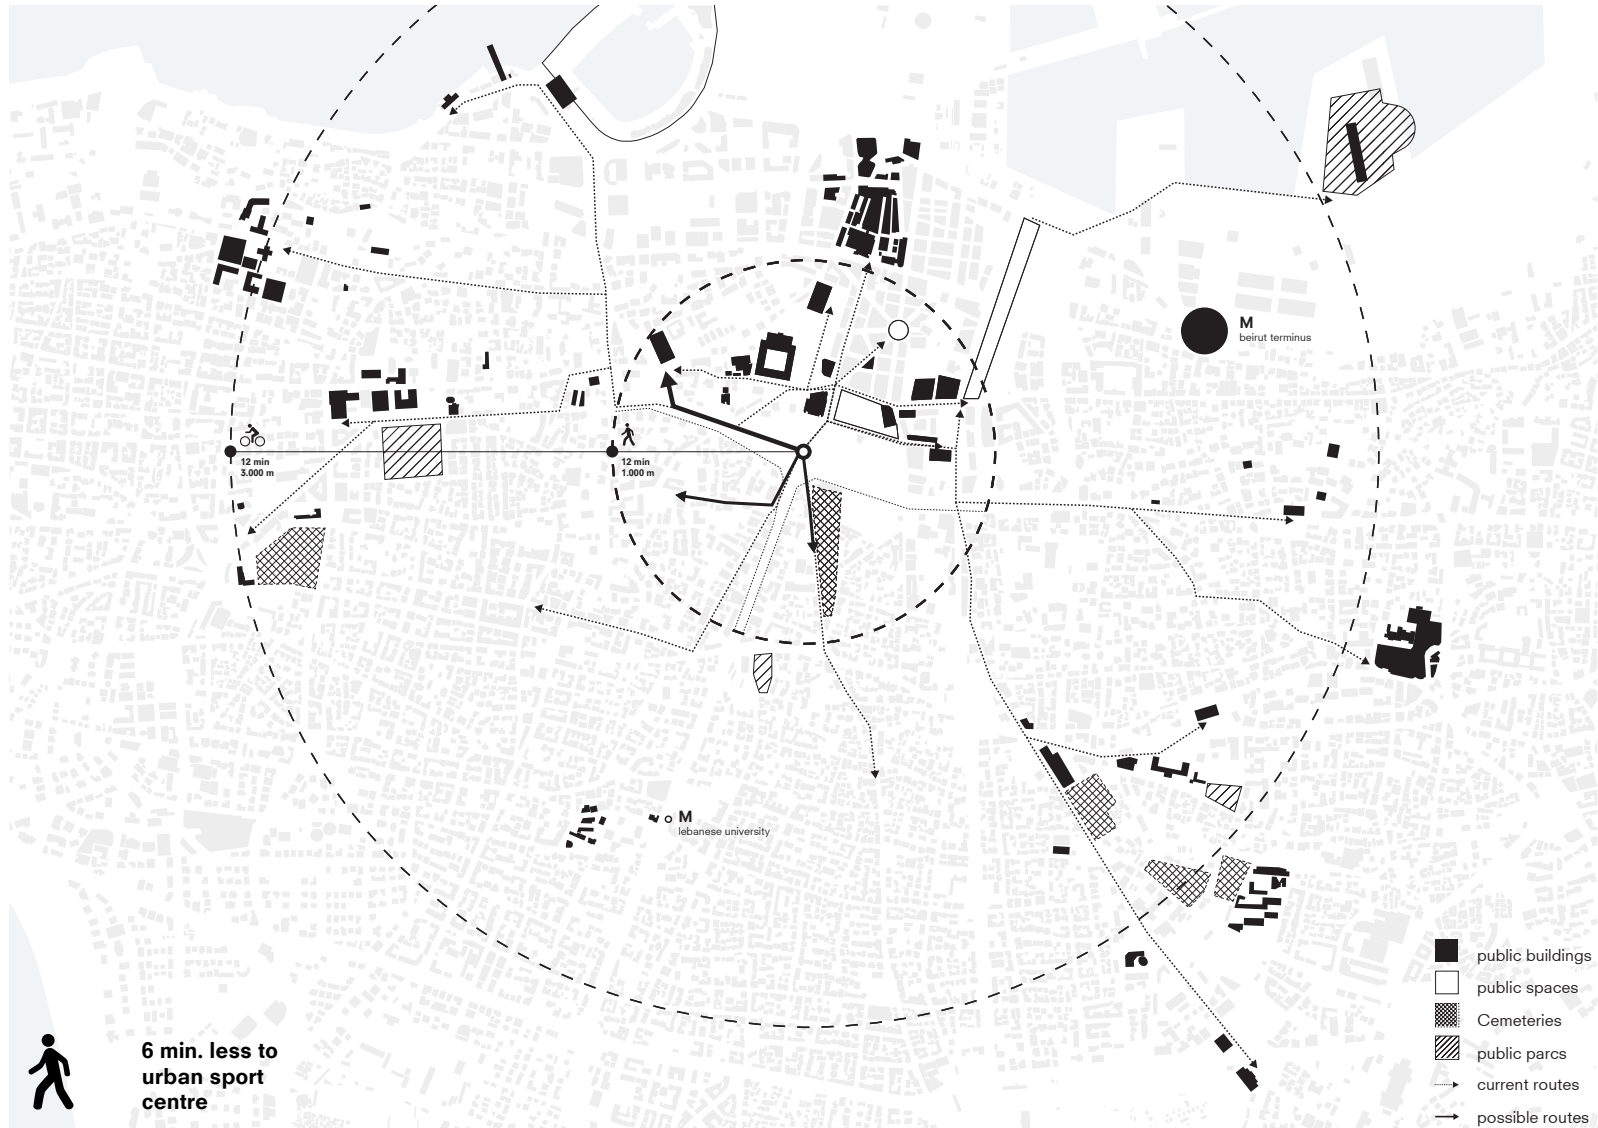 M
beirut terminus
12 min
3.000 m
12 min
1.000 m
M
lebanese university
public buildings
public spaces
Cemeteries
public parcs
current routes
possible routes
6 min. less to
urban sport
centre